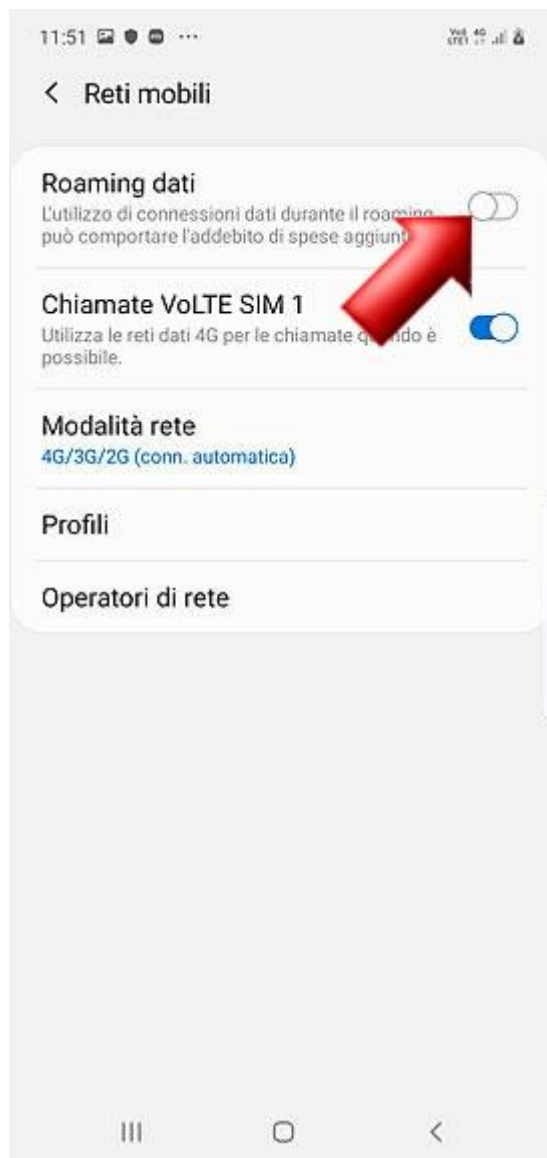 11:51
Reti mobili
Roaming dati
L'utilizzo di connessioni dati durante il roaming
può comportare l'addebito di spese
Chiamate VoLTE SIM 1
Utilizza le reti dati 4G per le chiamate è
possibile.
Modalità rete
4G/3G/2G (conn. automatica)
Profili
Operatori di rete